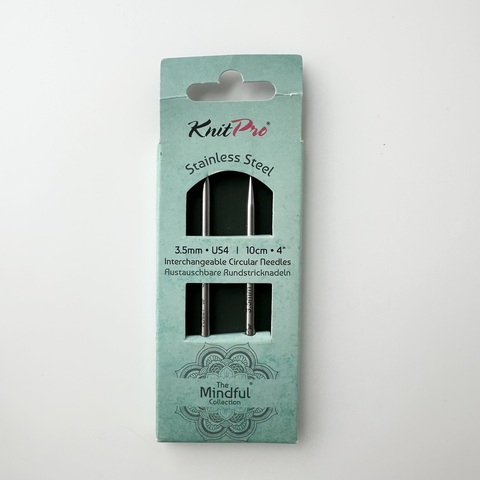 KnitPro®
Stainless Steel
3.5mm • US4 | 10cm • 4"
Interchangeable Circular Needles
Austauschbare Rundstricknadeln
The
Mindful®
Collection